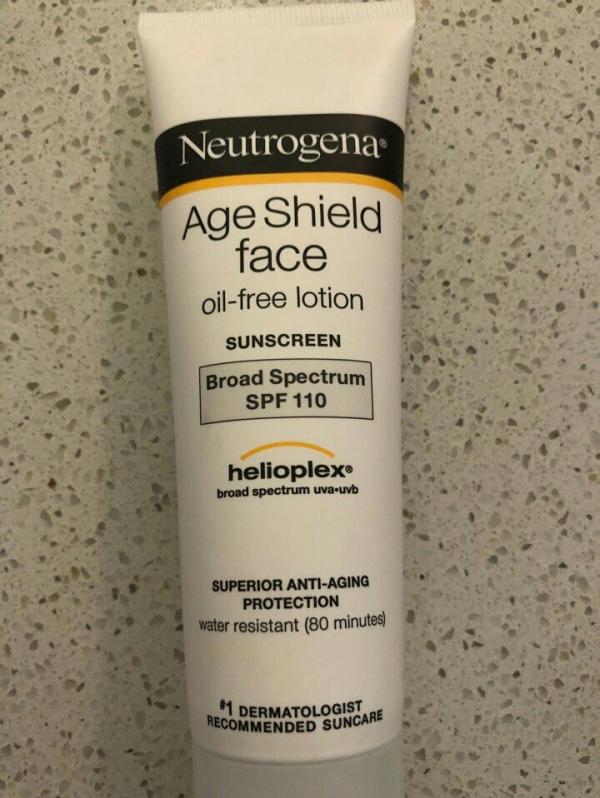 Neutrogena®
Age Shield
face
oil-free lotion
SUNSCREEN
Broad Spectrum
SPF 110
helioplex®
broad spectrum uva•uvb
SUPERIOR ANTI-AGING
PROTECTION
water resistant (80 minutes)
#1 DERMATOLOGIST
RECOMMENDED SUNCARE